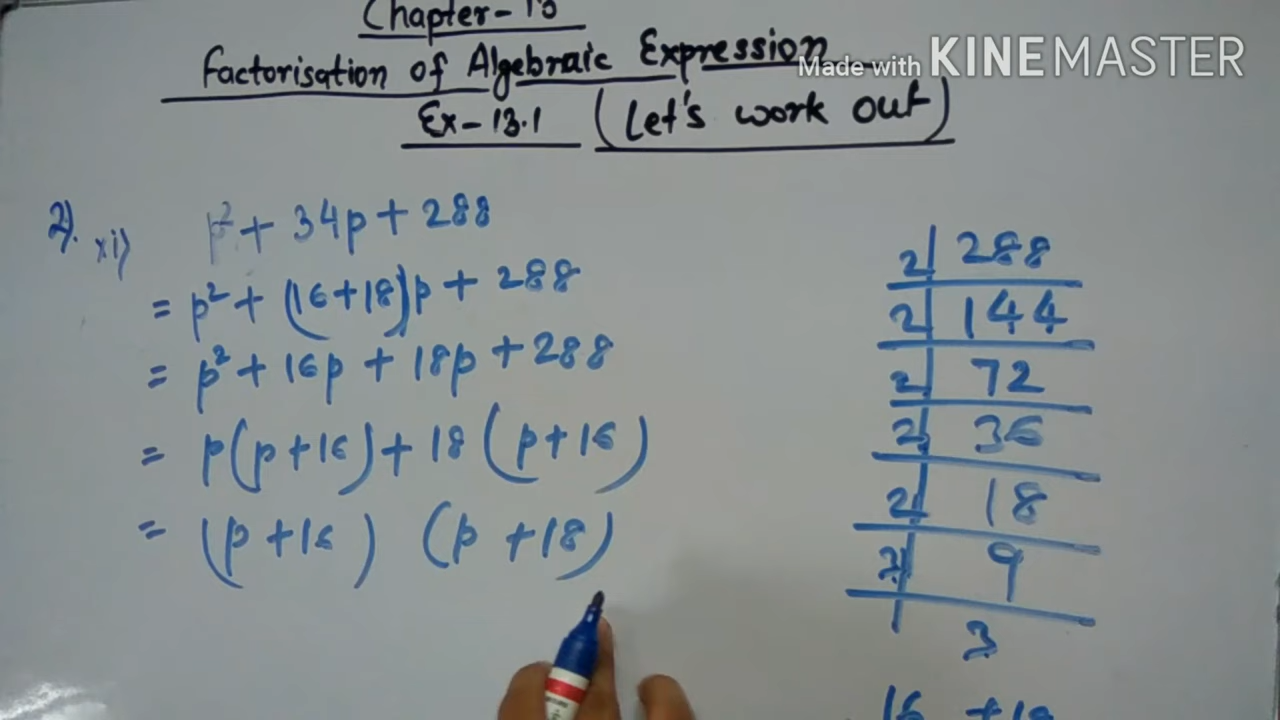 Chapter-13
Factorisation of Algebraic Expression
Made with KINEMASTER
Ex-13.1 (Let's work out)
2). xi) p² + 34p + 288
= p² + (16+18)p + 288
= p² + 16p + 18p + 288
= p(p+16) + 18(p+16)
= (p+16) (p+18)
2 288
2 144
2 72
2 36
2 18
3 9
3
16 +18